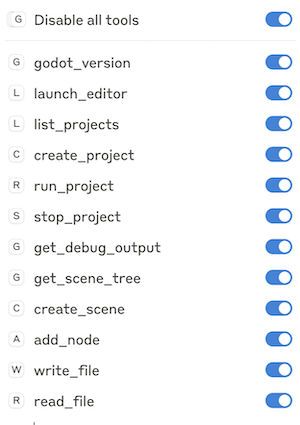 G Disable all tools
G godot_version
L launch_editor
L list_projects
C create_project
R run_project
S stop_project
G get_debug_output
G get_scene_tree
C create_scene
A add_node
W write_file
R read_file